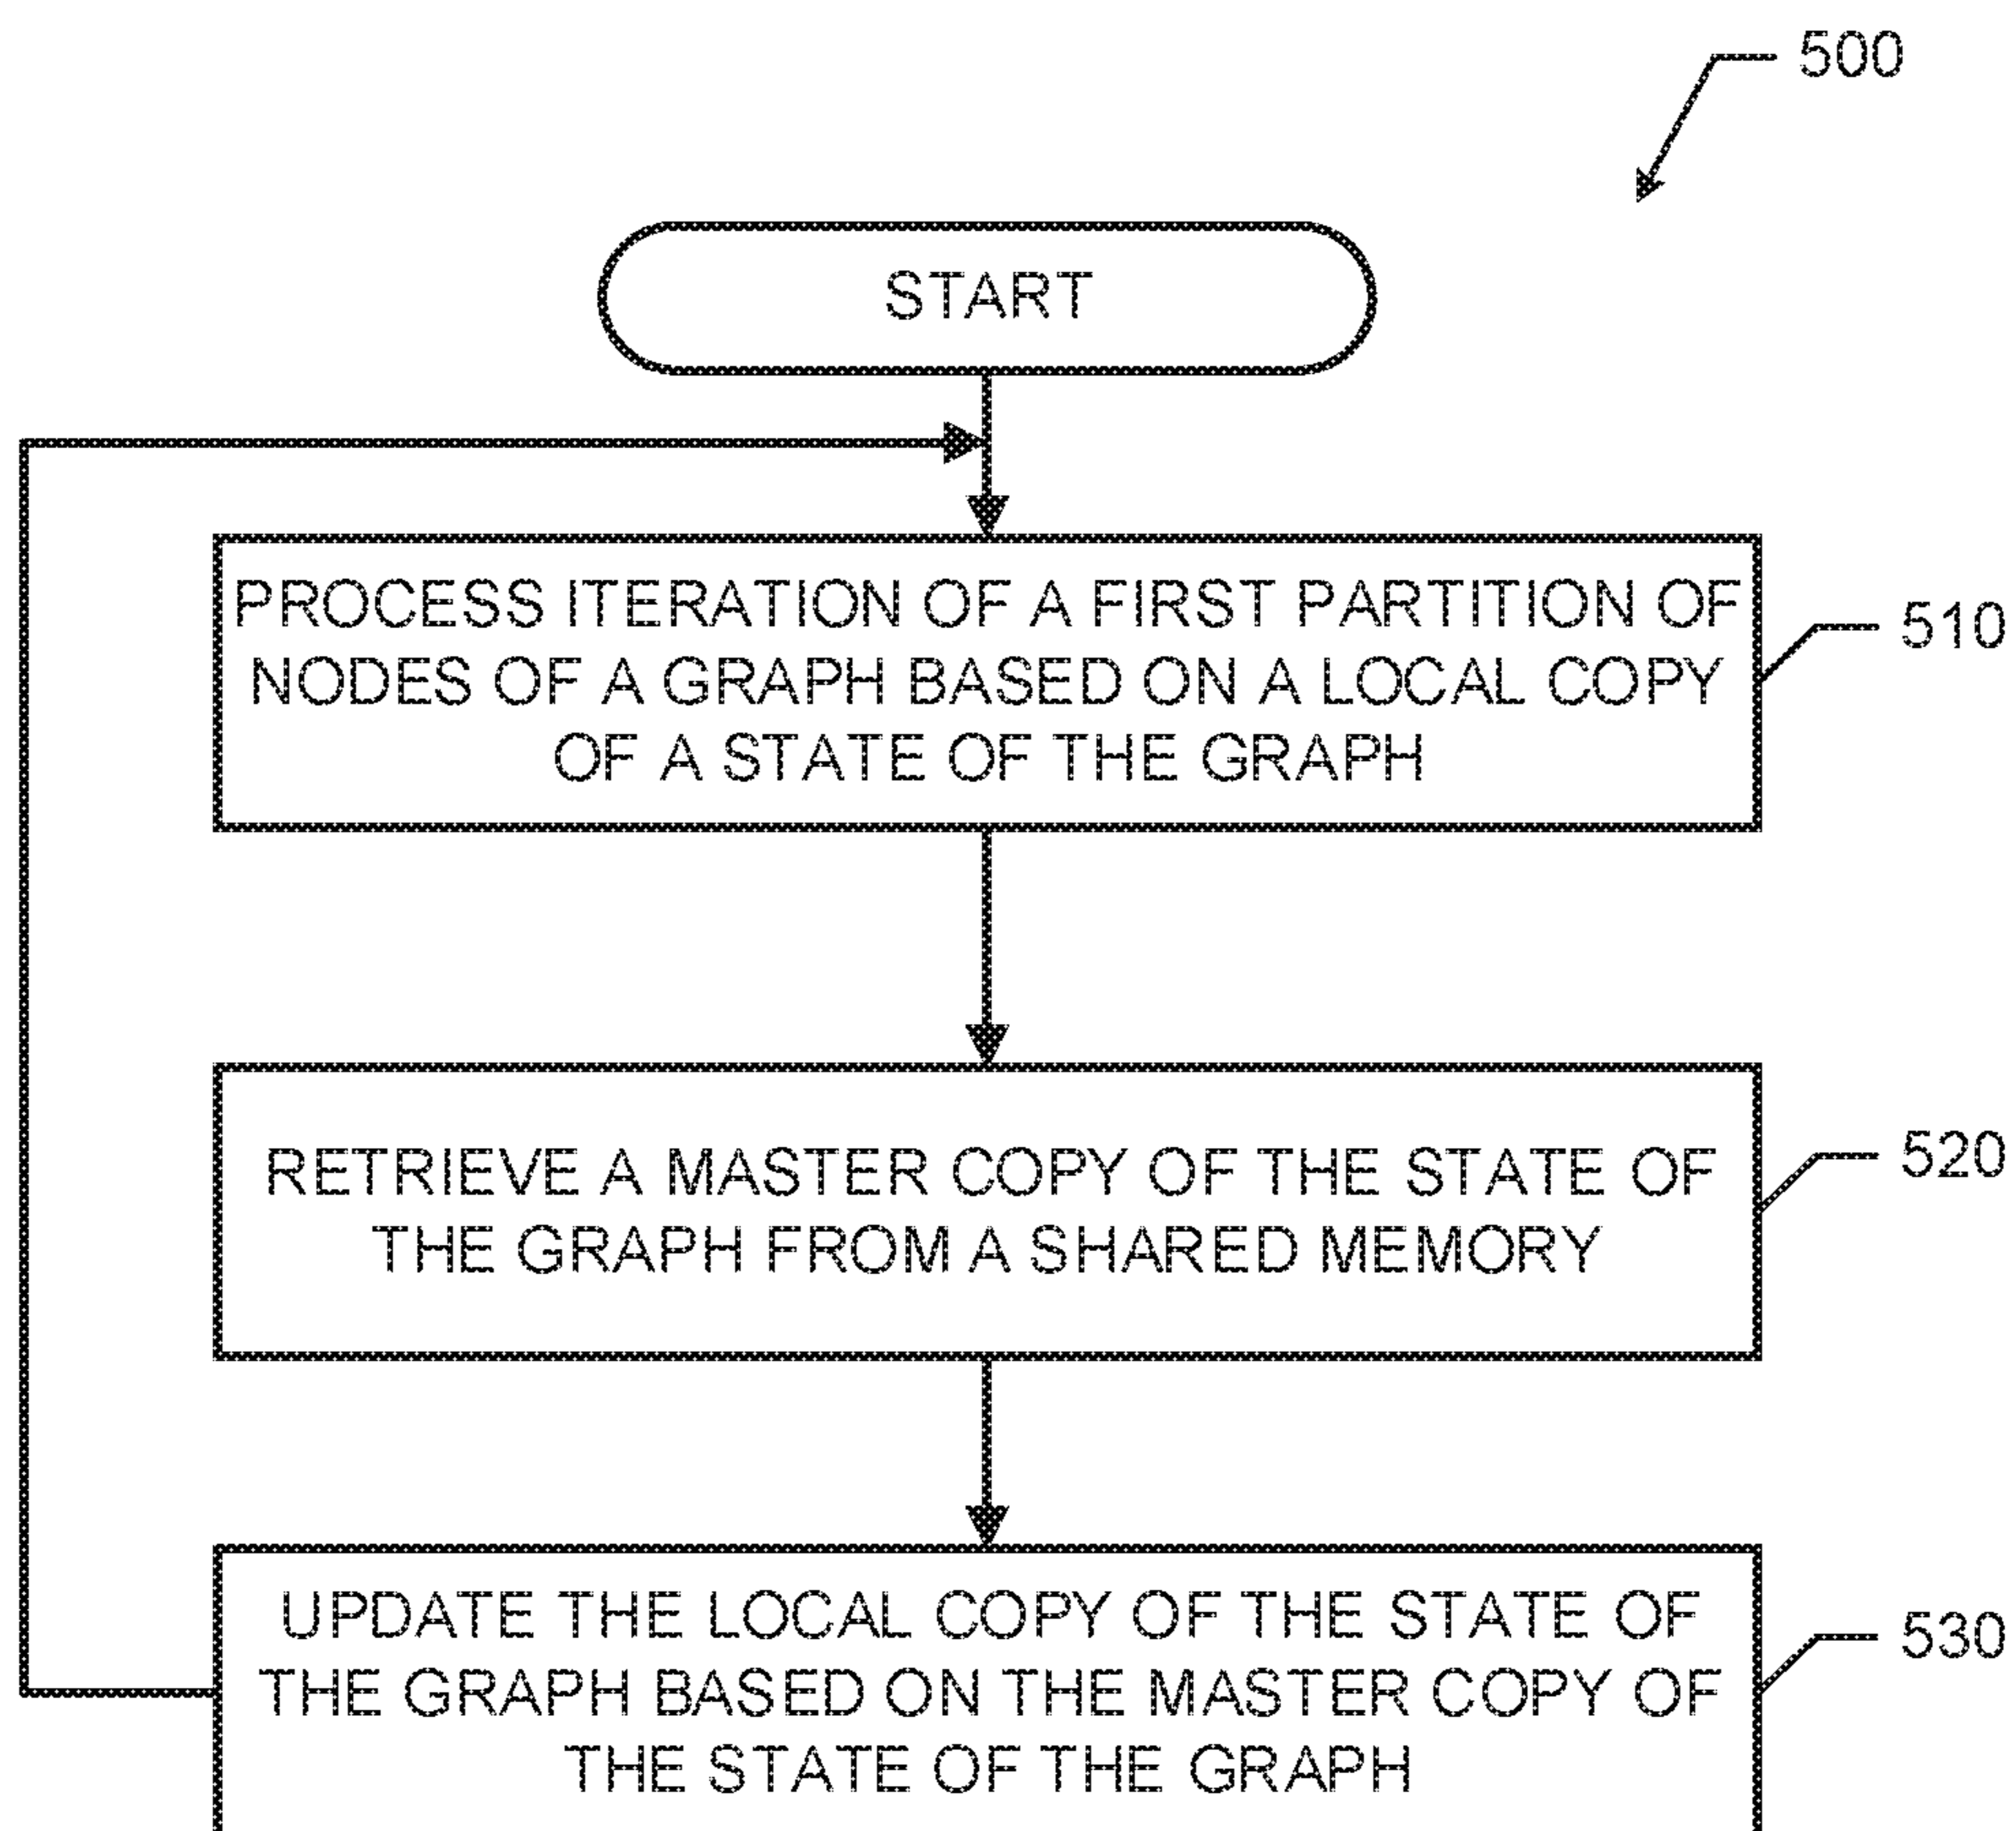 500
START
PROCESS ITERATION OF A FIRST PARTITION OF
NODES OF A GRAPH BASED ON A LOCAL COPY
OF A STATE OF THE GRAPH
510
RETRIEVE A MASTER COPY OF THE STATE OF
THE GRAPH FROM A SHARED MEMORY
520
UPDATE THE LOCAL COPY OF THE STATE OF
THE GRAPH BASED ON THE MASTER COPY OF
THE STATE OF THE GRAPH
530